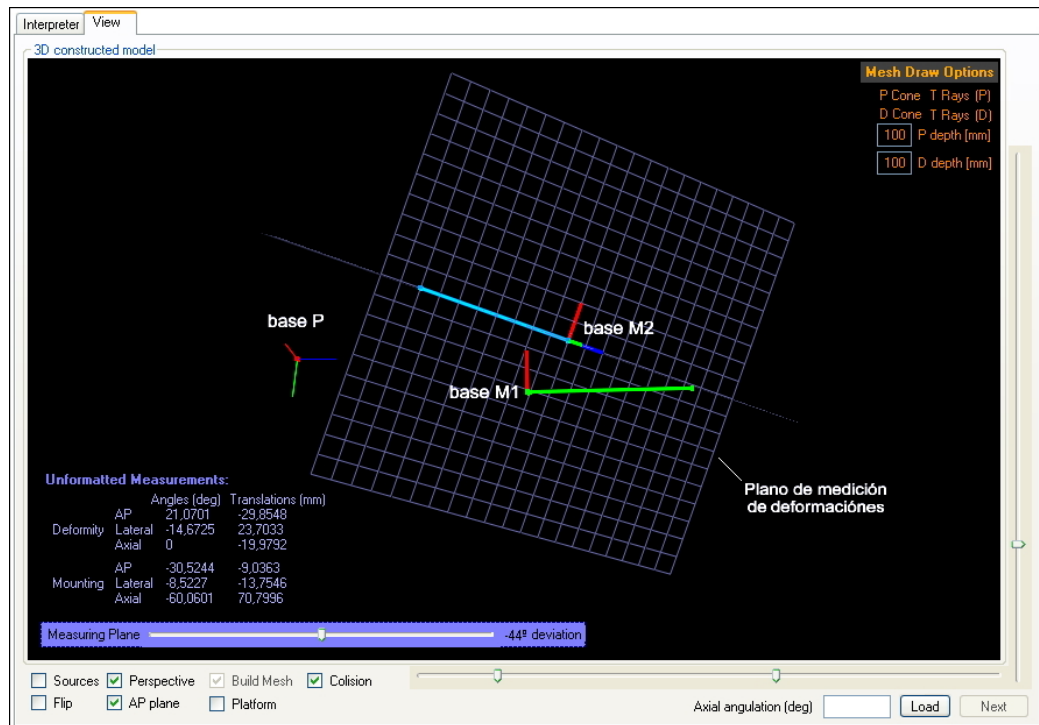 Interpreter View
3D constructed model
Mesh Draw Options
P Cone T Rays (P)
D Cone T Rays (D)
100 P depth [mm]
100 D depth [mm]
base P
base M2
base M1
Plano de medición
de deformaciónes
Unformatted Measurements:
Angles (deg) Translations (mm)
AP 21,0701 -29,8548
Deformity Lateral -14,6725 23,7033
Axial 0 -19,9792
AP -30,5244 -9,0363
Mounting Lateral -8,5227 -13,7546
Axial -60,0601 70,7996
Measuring Plane -44º deviation
Sources Perspective Build Mesh Colision
Flip AP plane Platform
Axial angulation (deg) Load Next